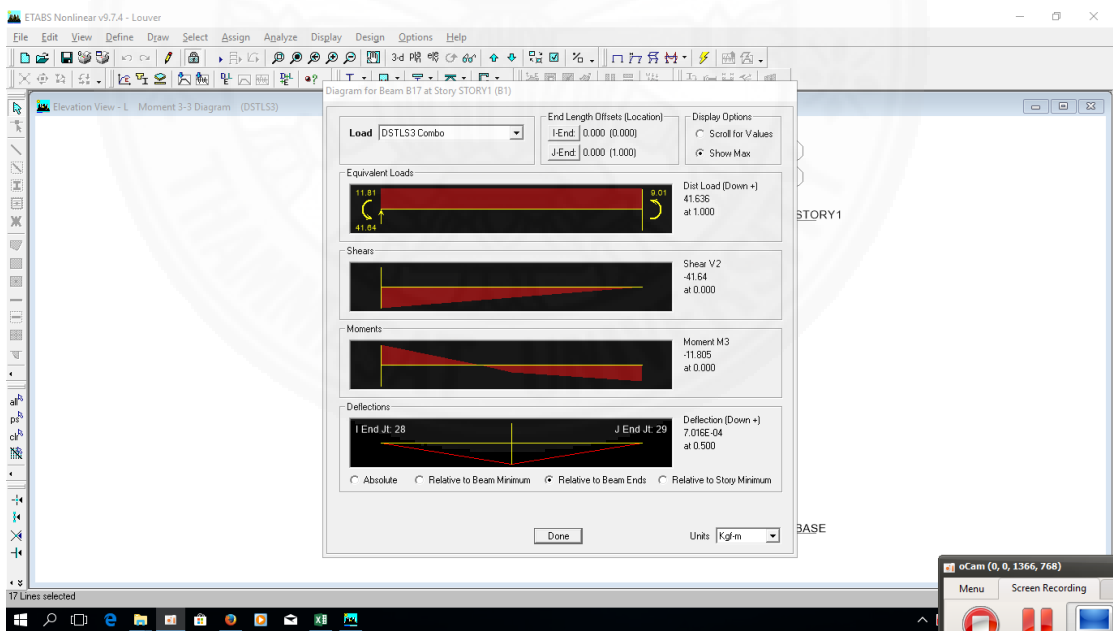 ETABS Nonlinear v9.7.4 - Louver
File Edit View Define Draw Select Assign Analyze Display Design Options Help
3-d
Elevation View - L Moment 3-3 Diagram (DSTLS3)
Diagram for Beam B17 at Story STORY1 (B1)
Load DSTLS3 Combo
End Length Offsets (Location)
I-End: 0.000 (0.000)
J-End: 0.000 (1.000)
Display Options
Scroll for Values
Show Max
Equivalent Loads
11.81
9.01
41.64
Dist Load (Down +)
41.636
at 1.000
STORY1
Shears
Shear V2
-41.64
at 0.000
Moments
Moment M3
-11.805
at 0.000
Deflections
I End Jt: 28
J End Jt: 29
Deflection (Down +)
7.016E-04
at 0.500
Absolute Relative to Beam Minimum Relative to Beam Ends Relative to Story Minimum
Done
Units Kgf-m
BASE
all
ps
clr
17 Lines selected
oCam (0, 0, 1366, 768)
Menu Screen Recording